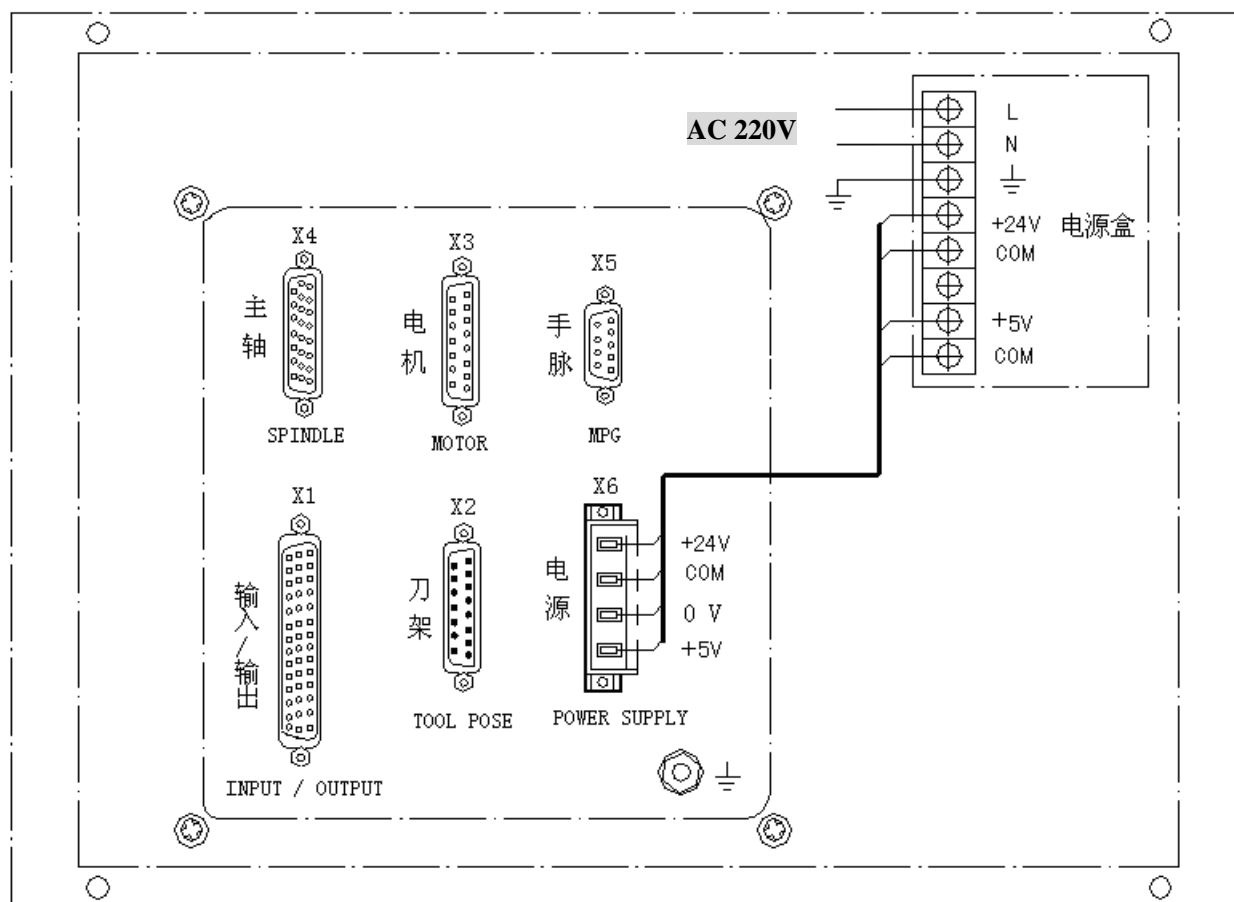 AC 220V
L
N
+24V
电源盒
COM
+5V
COM
X4
主轴
SPINDLE
X3
电机
MOTOR
X5
手脉
MPG
X1
输入/输出
INPUT / OUTPUT
X2
刀架
TOOL POSE
X6
电源
+24V
COM
0 V
+5V
POWER SUPPLY